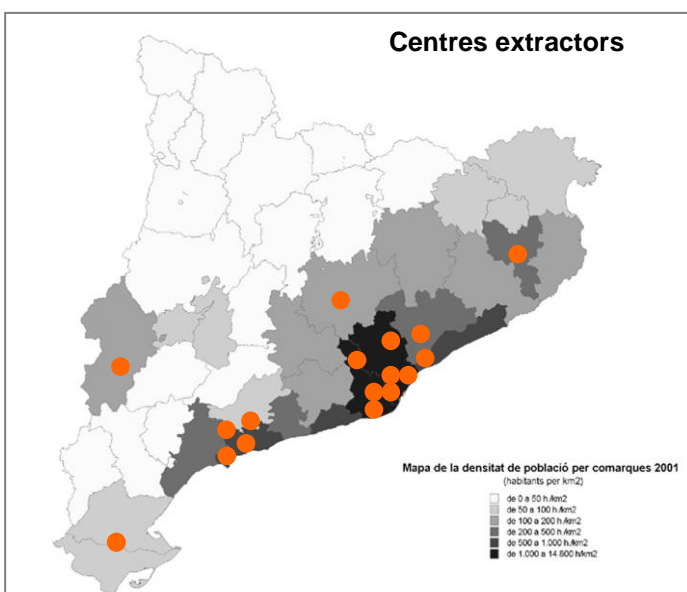 Centres extractors
Mapa de la densitat de població per comarques 2001
(habitants per km2)
de 0 a 50 h./km2
de 50 a 100 h./km2
de 100 a 200 h./km2
de 200 a 500 h./km2
de 500 a 1.000 h./km2
de 1.000 a 14.800 h/km2